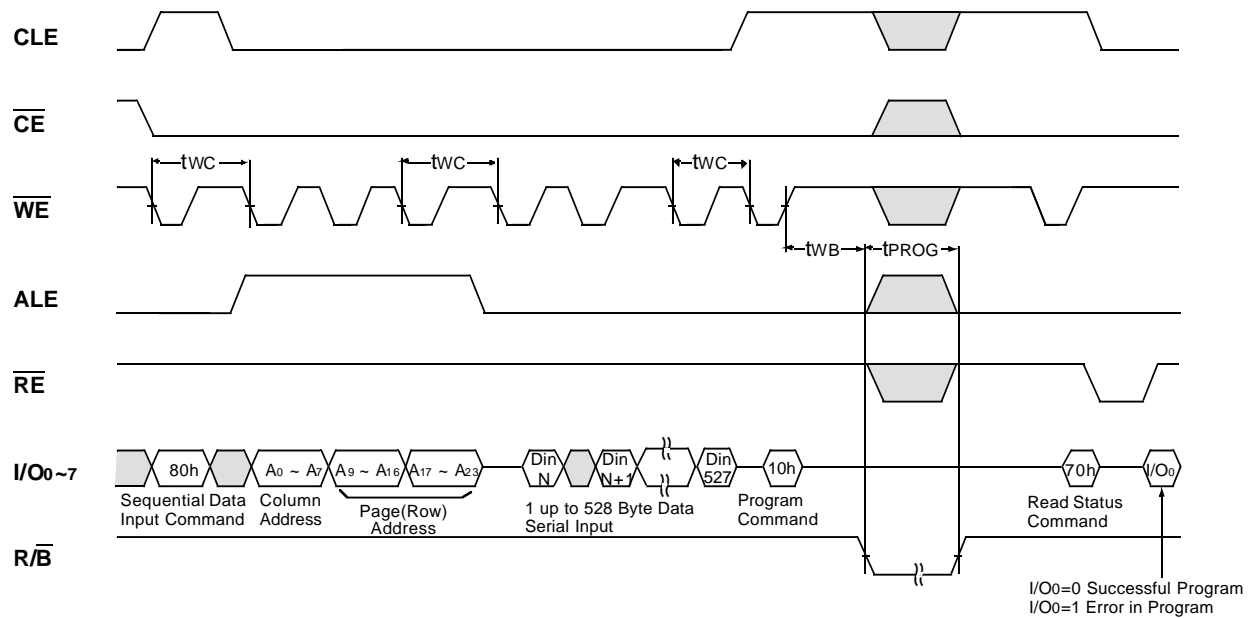 CLE
CE
tWC tWC tWC
WE
tWB tPROG
ALE
RE
I/O0~7
80h A0 ~ A7 A9 ~ A16 A17 ~ A23 Din N Din N+1 Din 527 10h 70h I/O0
Sequential Data
Input Command
Column
Address
Page(Row)
Address
1 up to 528 Byte Data
Serial Input
Program
Command
Read Status
Command
R/B
I/O0=0 Successful Program
I/O0=1 Error in Program